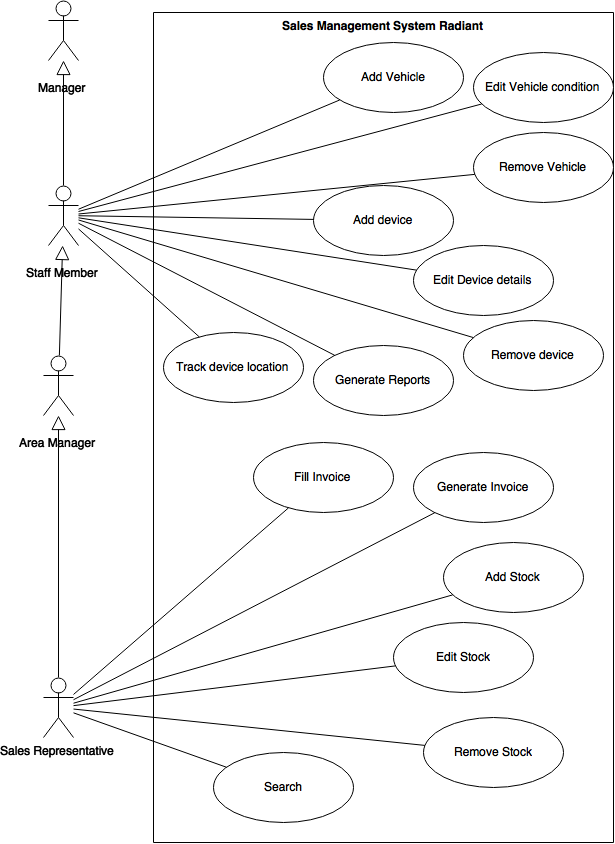 Sales Management System Radiant
Manager
Add Vehicle
Edit Vehicle condition
Remove Vehicle
Add device
Staff Member
Edit Device details
Remove device
Track device location
Generate Reports
Area Manager
Fill Invoice
Generate Invoice
Add Stock
Edit Stock
Sales Representative
Remove Stock
Search